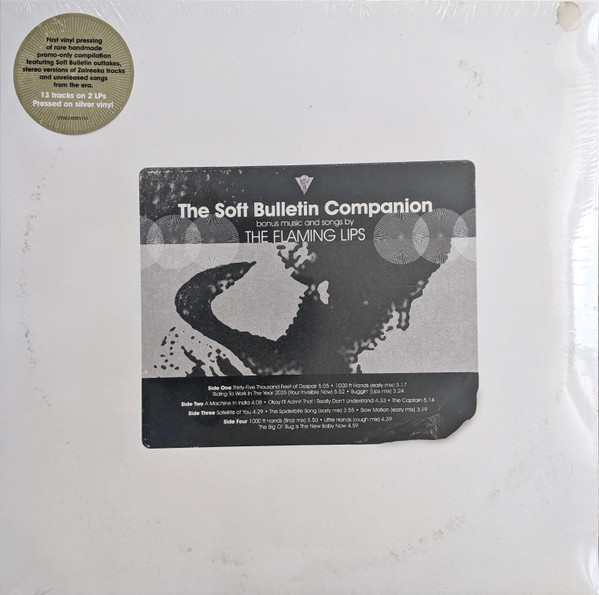 First vinyl pressing
of rare handmade
promo-only compilation
featuring Soft Bulletin outtakes,
stereo versions of Zaireeka tracks
and unreleased songs
from the era.
13 tracks on 2 LPs
Pressed on silver vinyl
The Soft Bulletin Companion
bonus music and songs by
THE FLAMING LIPS
Side One Thirty-Five Thousand Feet of Despair 5.05 • 1000 ft Hands (early mix) 3.17
Riding To Work In The Year 2025 (Your Invisible Now) 5.52 • Buggin' (Lips mix) 3.24
Side Two A Machine In India 4.09 • Okay I'll Admit That I Really Don't Understand 4.33 • The Captain 5.14
Side Three Satellite of You 4.29 • The Spiderbite Song (early mix) 3.55 • Slow Motion (early mix) 3.19
Side Four 1000 ft Hands (final mix) 5.50 • Little Hands (rough mix) 4.39
The Big Ol' Bug Is The New Baby Now 4.59